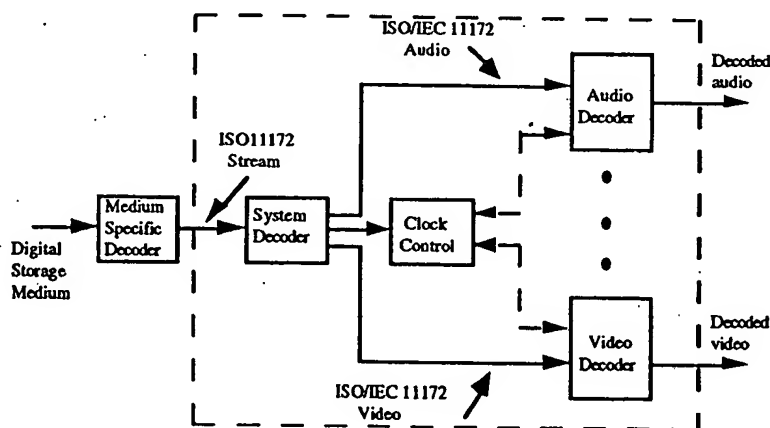 ISO/IEC 11172
Audio
Decoded
audio
Audio
Decoder
ISO11172
Stream
Medium
Specific
Decoder
System
Decoder
Clock
Control
Digital
Storage
Medium
Decoded
video
Video
Decoder
ISO/IEC 11172
Video